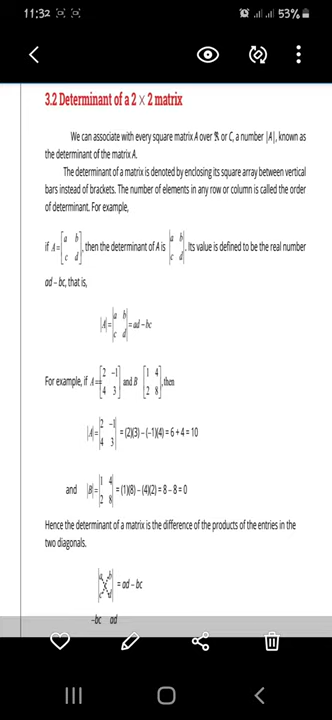 11:32
53%
3.2 Determinant of a 2 × 2 matrix
We can associate with every square matrix A over ℜ or C, a number |A|, known as
the determinant of the matrix A.
The determinant of a matrix is denoted by enclosing its square array between vertical
bars instead of brackets. The number of elements in any row or column is called the order
of determinant. For example,
if A=[a b; c d], then the determinant of A is |a b; c d|. Its value is defined to be the real number
ad – bc, that is,
|A|=|a b; c d|=ad–bc
For example, if A=[2 –1; 4 3] and B [1 4; 2 8], then
|A|=|2 –1; 4 3| = (2)(3) – (–1)(4) = 6 + 4 = 10
and |B|=|1 4; 2 8| = (1)(8) – (4)(2) = 8 – 8 = 0
Hence the determinant of a matrix is the difference of the products of the entries in the
two diagonals.
|a b; c d| = ad – bc
–bc ad